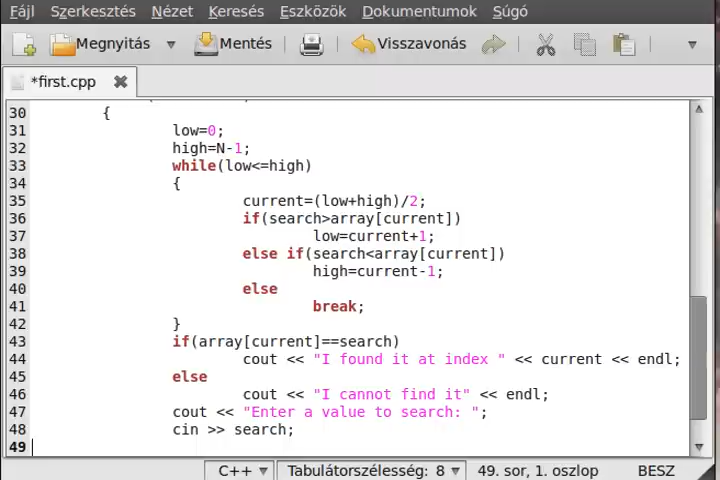 Fájl Szerkesztés Nézet Keresés Eszközök Dokumentumok Súgó
Megnyitás Mentés Visszavonás
*first.cpp
30 {
31 low=0;
32 high=N-1;
33 while(low<=high)
34 {
35 current=(low+high)/2;
36 if(search>array[current])
37 low=current+1;
38 else if(search<array[current])
39 high=current-1;
40 else
41 break;
42 }
43 if(array[current]==search)
44 cout << "I found it at index " << current << endl;
45 else
46 cout << "I cannot find it" << endl;
47 cout << "Enter a value to search: ";
48 cin >> search;
49
C++ Tabulátorszélesség: 8 49. sor, 1. oszlop BESZ